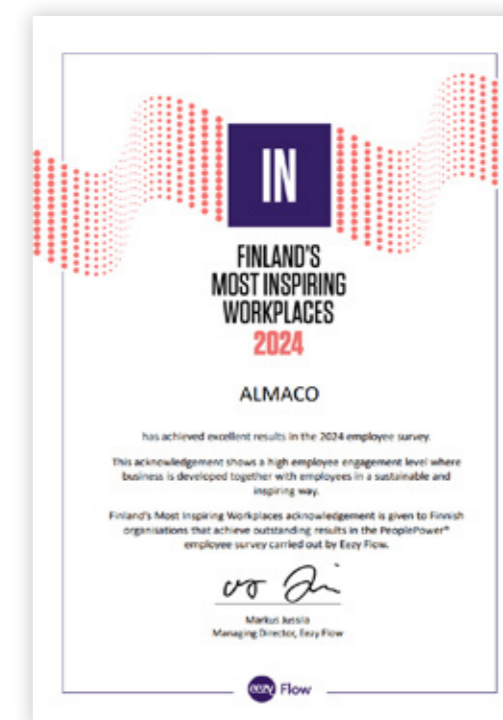 IN
FINLAND'S
MOST INSPIRING
WORKPLACES
2024
ALMACO
has achieved excellent results in the 2024 employee survey.
This acknowledgement shows a high employee engagement level where
business is developed together with employees in a sustainable and
inspiring way.
Finland's Most Inspiring Workplaces acknowledgement is given to Finnish
organisations that achieve outstanding results in the PeoplePower®
employee survey carried out by Eezy Flow.
Markus Jussila
Managing Director, Eezy Flow
eezy Flow